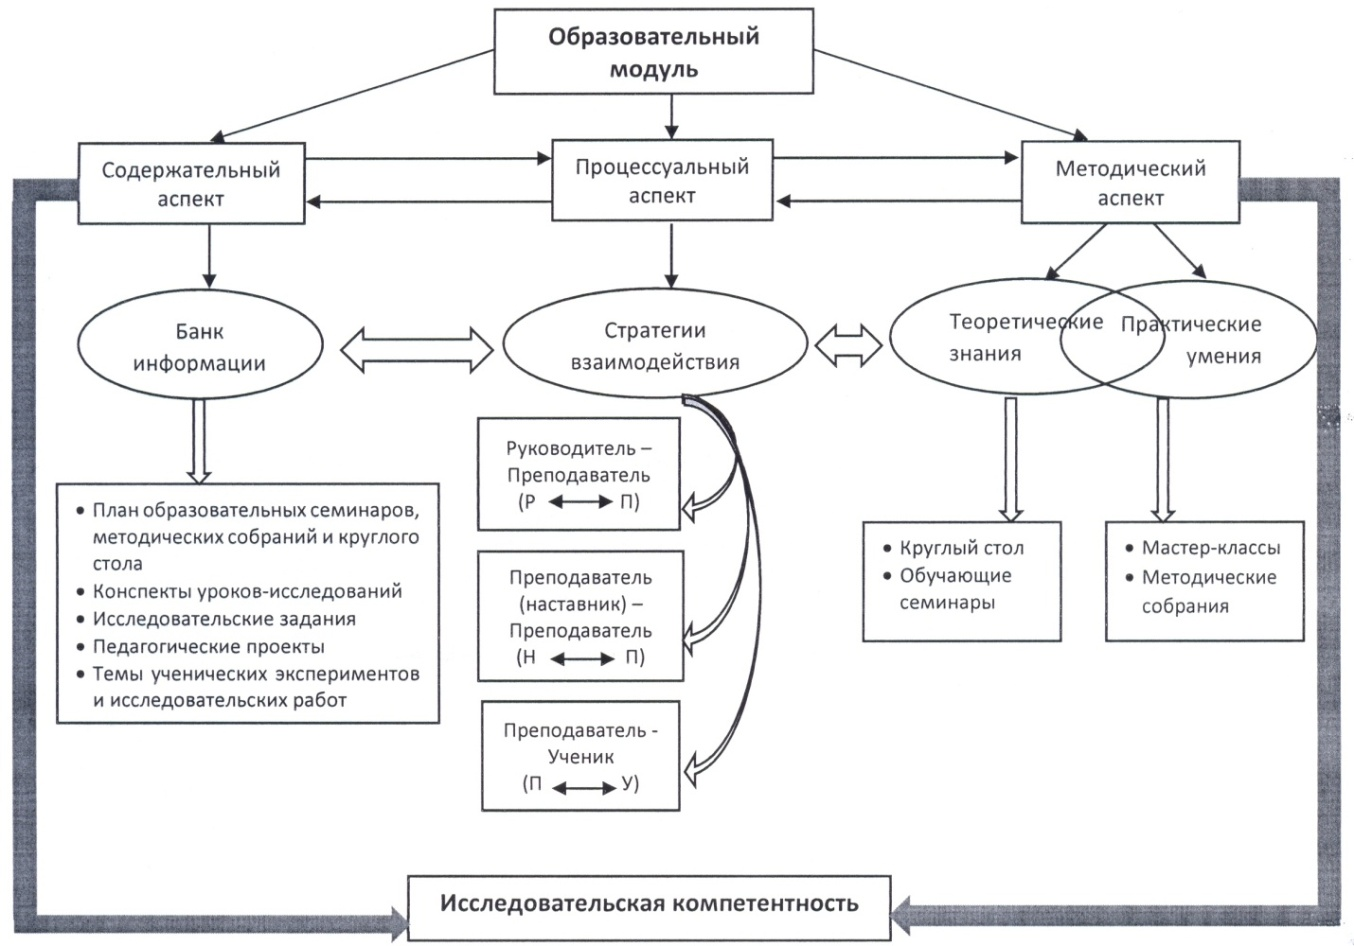 Образовательный
модуль
Содержательный
аспект
Процессуальный
аспект
Методический
аспект
Банк
информации
Стратегии
взаимодействия
Теоретические
знания
Практические
умения
• План образовательных семинаров,
методических собраний и круглого
стола
• Конспекты уроков-исследований
• Исследовательские задания
• Педагогические проекты
• Темы ученических экспериментов
и исследовательских работ
Руководитель –
Преподаватель
(Р П)
Преподаватель
(наставник) –
Преподаватель
(Н П)
Преподаватель -
Ученик
(П У)
• Круглый стол
• Обучающие
семинары
• Мастер-классы
• Методические
собрания
Исследовательская компетентность